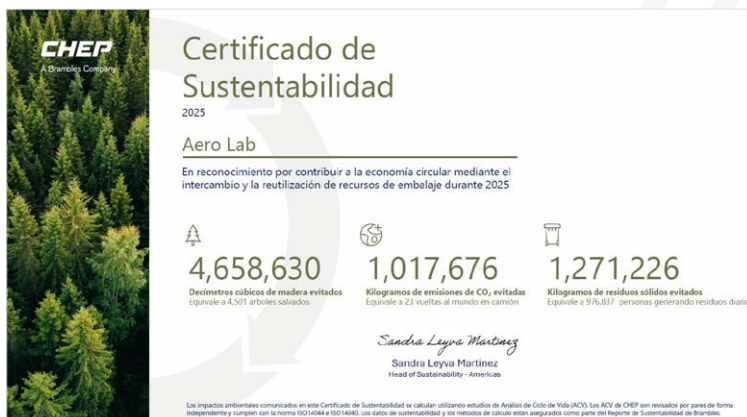 CHEP
A Brambles Company
Certificado de
Sustentabilidad
2025
Aero Lab
En reconocimiento por contribuir a la economía circular mediante el
intercambio y la reutilización de recursos de embalaje durante 2025
4,658,630
Decímetros cúbicos de madera evitados
Equivale a 4,501 arboles salvados
1,017,676
Kilogramos de emisiones de CO₂ evitadas
Equivale a 23 vueltas al mundo en camión
1,271,226
Kilogramos de residuos sólidos evitados
Equivale a 976,837 personas generando residuos diario
Sandra Leyva Martinez
Sandra Leyva Martinez
Head of Sustainability - Americas
Los impactos ambientales comunicados en este Certificado de Sustentabilidad se calculan utilizando estudios de Análisis de Ciclo de Vida (ACV). Los ACV de CHEP son revisados por pares de forma
independiente y cumplen con la norma ISO14044 e ISO14040. Los datos de sustentabilidad y los métodos de cálculo están asegurados como parte del Reporte de Sustentabilidad de Brambles.